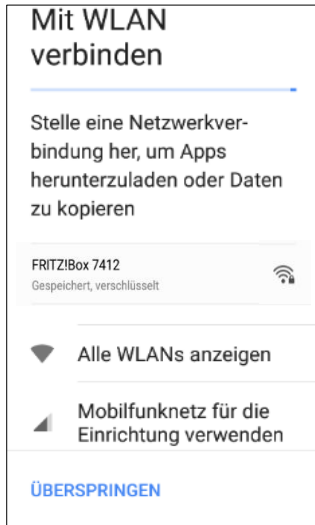 Mit WLAN
verbinden
Stelle eine Netzwerkver-
bindung her, um Apps
herunterzuladen oder Daten
zu kopieren
FRITZ!Box 7412
Gespeichert, verschlüsselt
Alle WLANs anzeigen
Mobilfunknetz für die
Einrichtung verwenden
ÜBERSPRINGEN